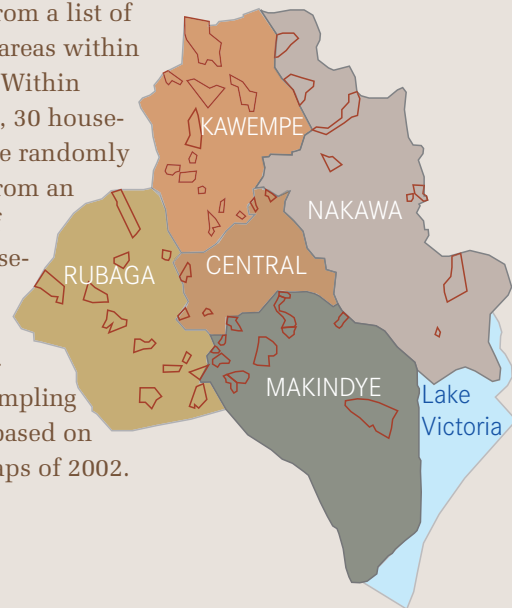 rom a list of
areas within
Within
, 30 house-
e randomly
rom an
se-
mpling
based on
aps of 2002.
KAWEMPE
NAKAWA
CENTRAL
RUBAGA
MAKINDYE
Lake
Victoria